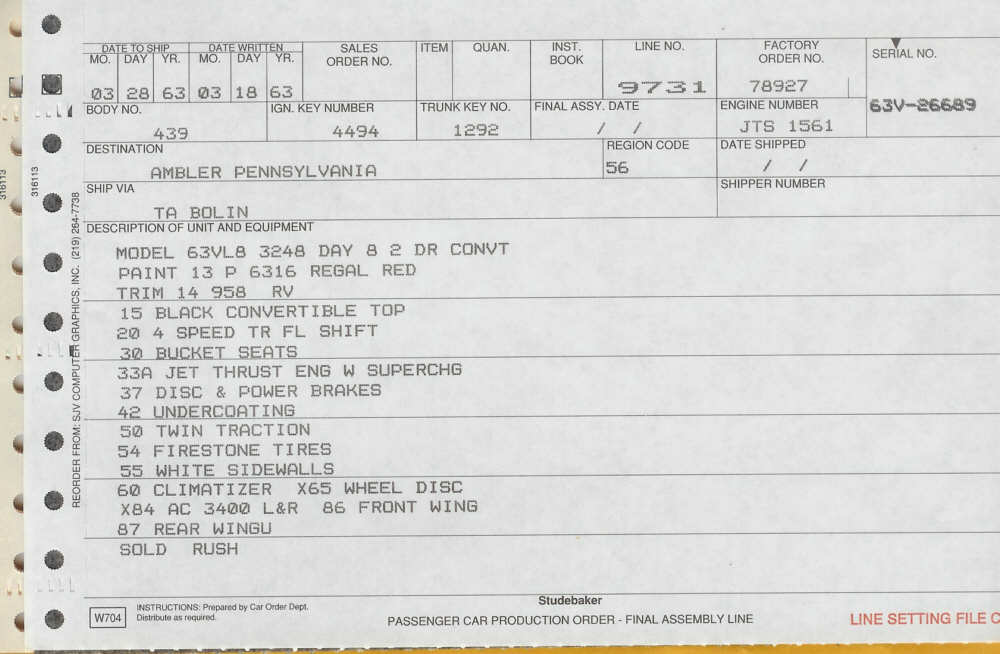 DATE TO SHIP DATE WRITTEN SALES ORDER NO. ITEM QUAN. INST. BOOK LINE NO. FACTORY ORDER NO. SERIAL NO.
MO. DAY YR. MO. DAY YR.
03 28 63 03 18 63 9731 78927 63V-26689
BODY NO. IGN. KEY NUMBER TRUNK KEY NO. FINAL ASSY. DATE ENGINE NUMBER
439 4494 1292 / / JTS 1561
DESTINATION REGION CODE DATE SHIPPED
AMBLER PENNSYLVANIA 56 / /
SHIP VIA SHIPPER NUMBER
TA BOLIN
DESCRIPTION OF UNIT AND EQUIPMENT
MODEL 63VL8 3248 DAY 8 2 DR CONVT
PAINT 13 P 6316 REGAL RED
TRIM 14 958 RV
15 BLACK CONVERTIBLE TOP
20 4 SPEED TR FL SHIFT
30 BUCKET SEATS
33A JET THRUST ENG W SUPERCHG
37 DISC & POWER BRAKES
42 UNDERCOATING
50 TWIN TRACTION
54 FIRESTONE TIRES
55 WHITE SIDEWALLS
60 CLIMATIZER X65 WHEEL DISC
X84 AC 3400 L&R 86 FRONT WING
87 REAR WINGU
SOLD RUSH
W704
INSTRUCTIONS: Prepared by Car Order Dept.
Distribute as required.
Studebaker
PASSENGER CAR PRODUCTION ORDER - FINAL ASSEMBLY LINE
LINE SETTING FILE C
REORDER FROM: SJV COMPUTER GRAPHICS, INC. (219) 264-7738
316113
316113